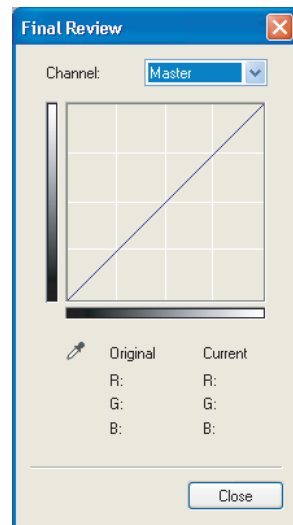 Final Review
Channel: Master
Original Current
R: R:
G: G:
B: B:
Close